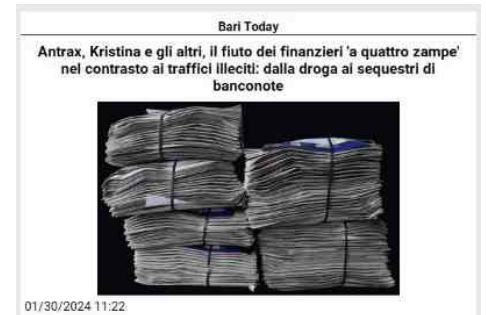 Bari Today
Antrax, Kristina e gli altri, il fiuto dei finanzieri 'a quattro zampe'
nel contrasto ai traffici illeciti: dalla droga ai sequestri di
banconote
01/30/2024 11:22